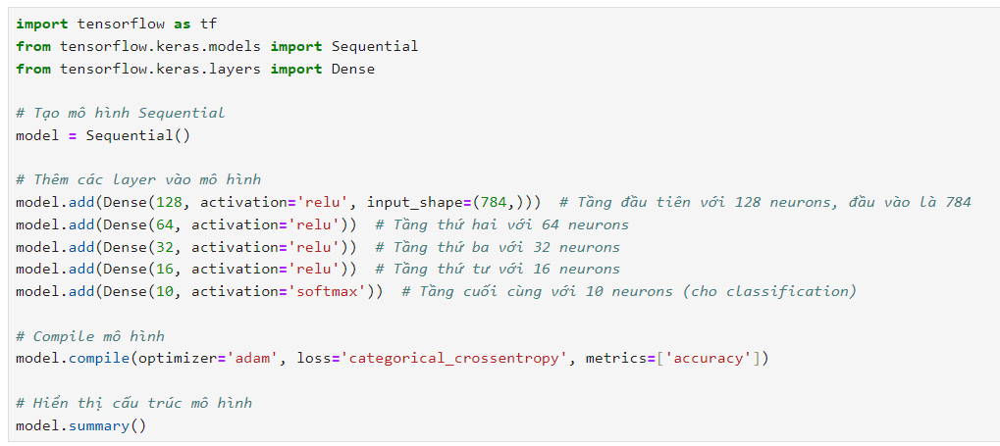 import tensorflow as tf
from tensorflow.keras.models import Sequential
from tensorflow.keras.layers import Dense
# Tạo mô hình Sequential
model = Sequential()
# Thêm các layer vào mô hình
model.add(Dense(128, activation='relu', input_shape=(784,)))  # Tầng đầu tiên với 128 neurons, đầu vào là 784
model.add(Dense(64, activation='relu'))  # Tầng thứ hai với 64 neurons
model.add(Dense(32, activation='relu'))  # Tầng thứ ba với 32 neurons
model.add(Dense(16, activation='relu'))  # Tầng thứ tư với 16 neurons
model.add(Dense(10, activation='softmax'))  # Tầng cuối cùng với 10 neurons (cho classification)
# Compile mô hình
model.compile(optimizer='adam', loss='categorical_crossentropy', metrics=['accuracy'])
# Hiển thị cấu trúc mô hình
model.summary()